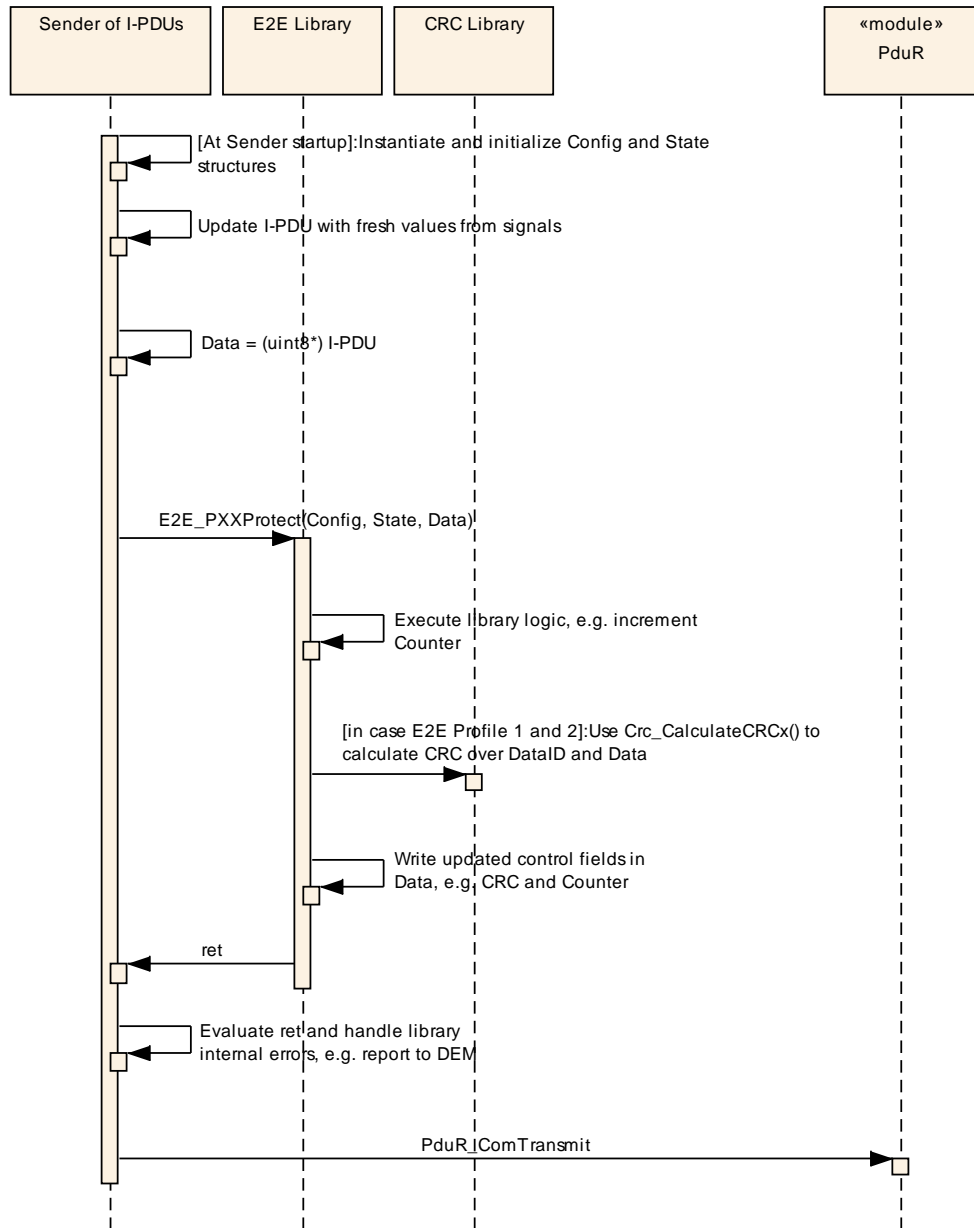 Sender of I-PDUs
E2E Library
CRC Library
«module»
PduR
[At Sender startup]:Instantiate and initialize Config and State
structures
Update I-PDU with fresh values from signals
Data = (uint8*) I-PDU
E2E_PXXProtect(Config, State, Data)
Execute library logic, e.g. increment
Counter
[in case E2E Profile 1 and 2]:Use Crc_CalculateCRCx() to
calculate CRC over DataID and Data
Write updated control fields in
Data, e.g. CRC and Counter
ret
Evaluate ret and handle library
internal errors, e.g. report to DEM
PduR_ComTransmit